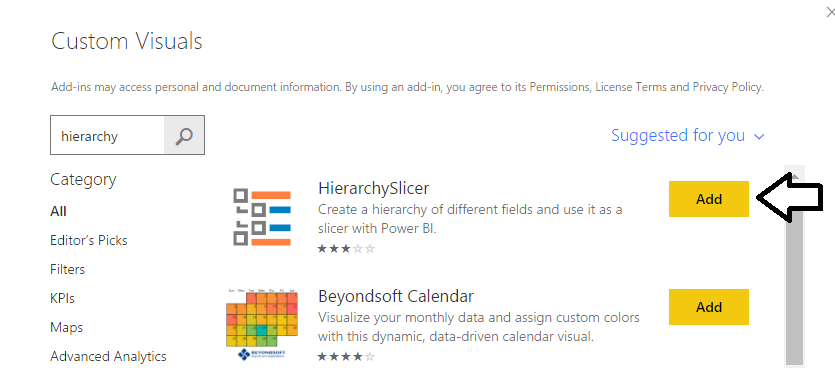 Custom Visuals
Add-ins may access personal and document information. By using an add-in, you agree to its Permissions, License Terms and Privacy Policy.
hierarchy
Suggested for you
Category
All
Editor's Picks
Filters
KPIs
Maps
Advanced Analytics
HierarchySlicer
Create a hierarchy of different fields and use it as a
slicer with Power BI.
Add
Beyondsoft Calendar
Visualize your monthly data and assign custom colors
with this dynamic, data-driven calendar visual.
Add
BEYONDSOFT